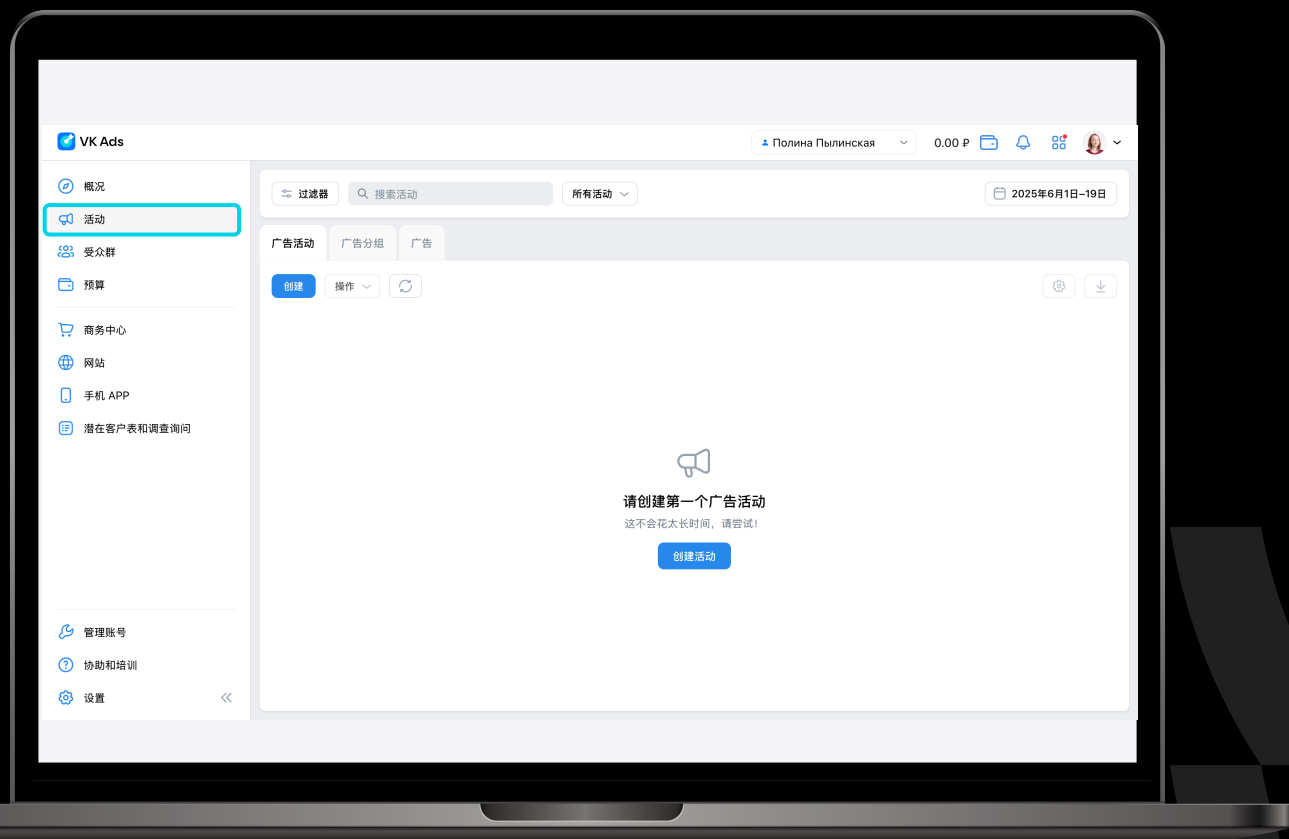 VK Ads
Полина Пылинская
0.00 ₽
概况
活动
受众群
预算
商务中心
网站
手机 APP
潜在客户表和调查询问
管理账号
协助和培训
设置
过滤器
搜索活动
所有活动
2025年6月1日–19日
广告活动
广告分组
广告
创建
操作
请创建第一个广告活动
这不会花太长时间，请尝试！
创建活动